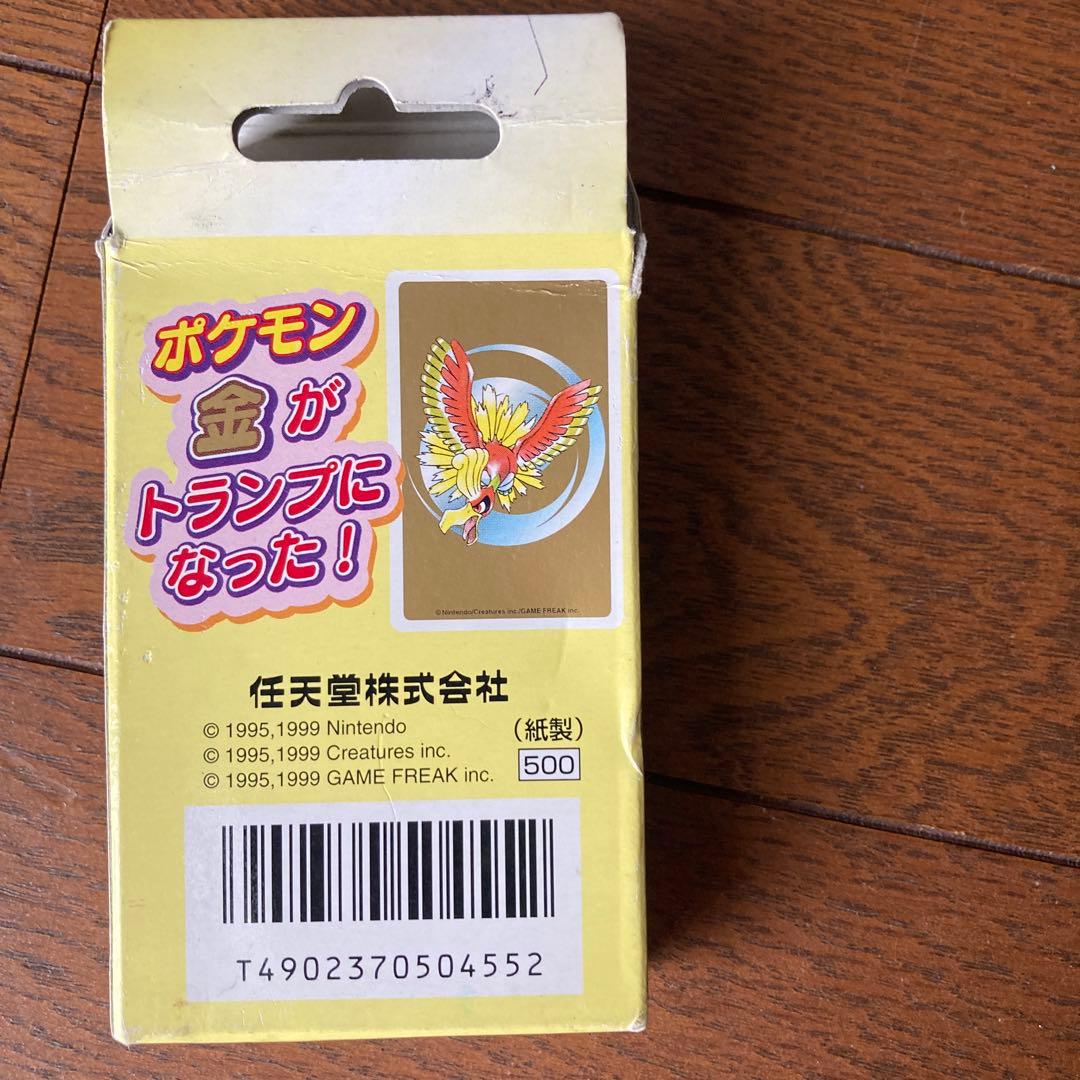 ポケモン
金が
トランプに
なった!
© Nintendo/Creatures inc./GAME FREAK inc.
任天堂株式会社
© 1995,1999 Nintendo
(紙製)
© 1995,1999 Creatures inc.
500
© 1995,1999 GAME FREAK inc.
T4902370504552